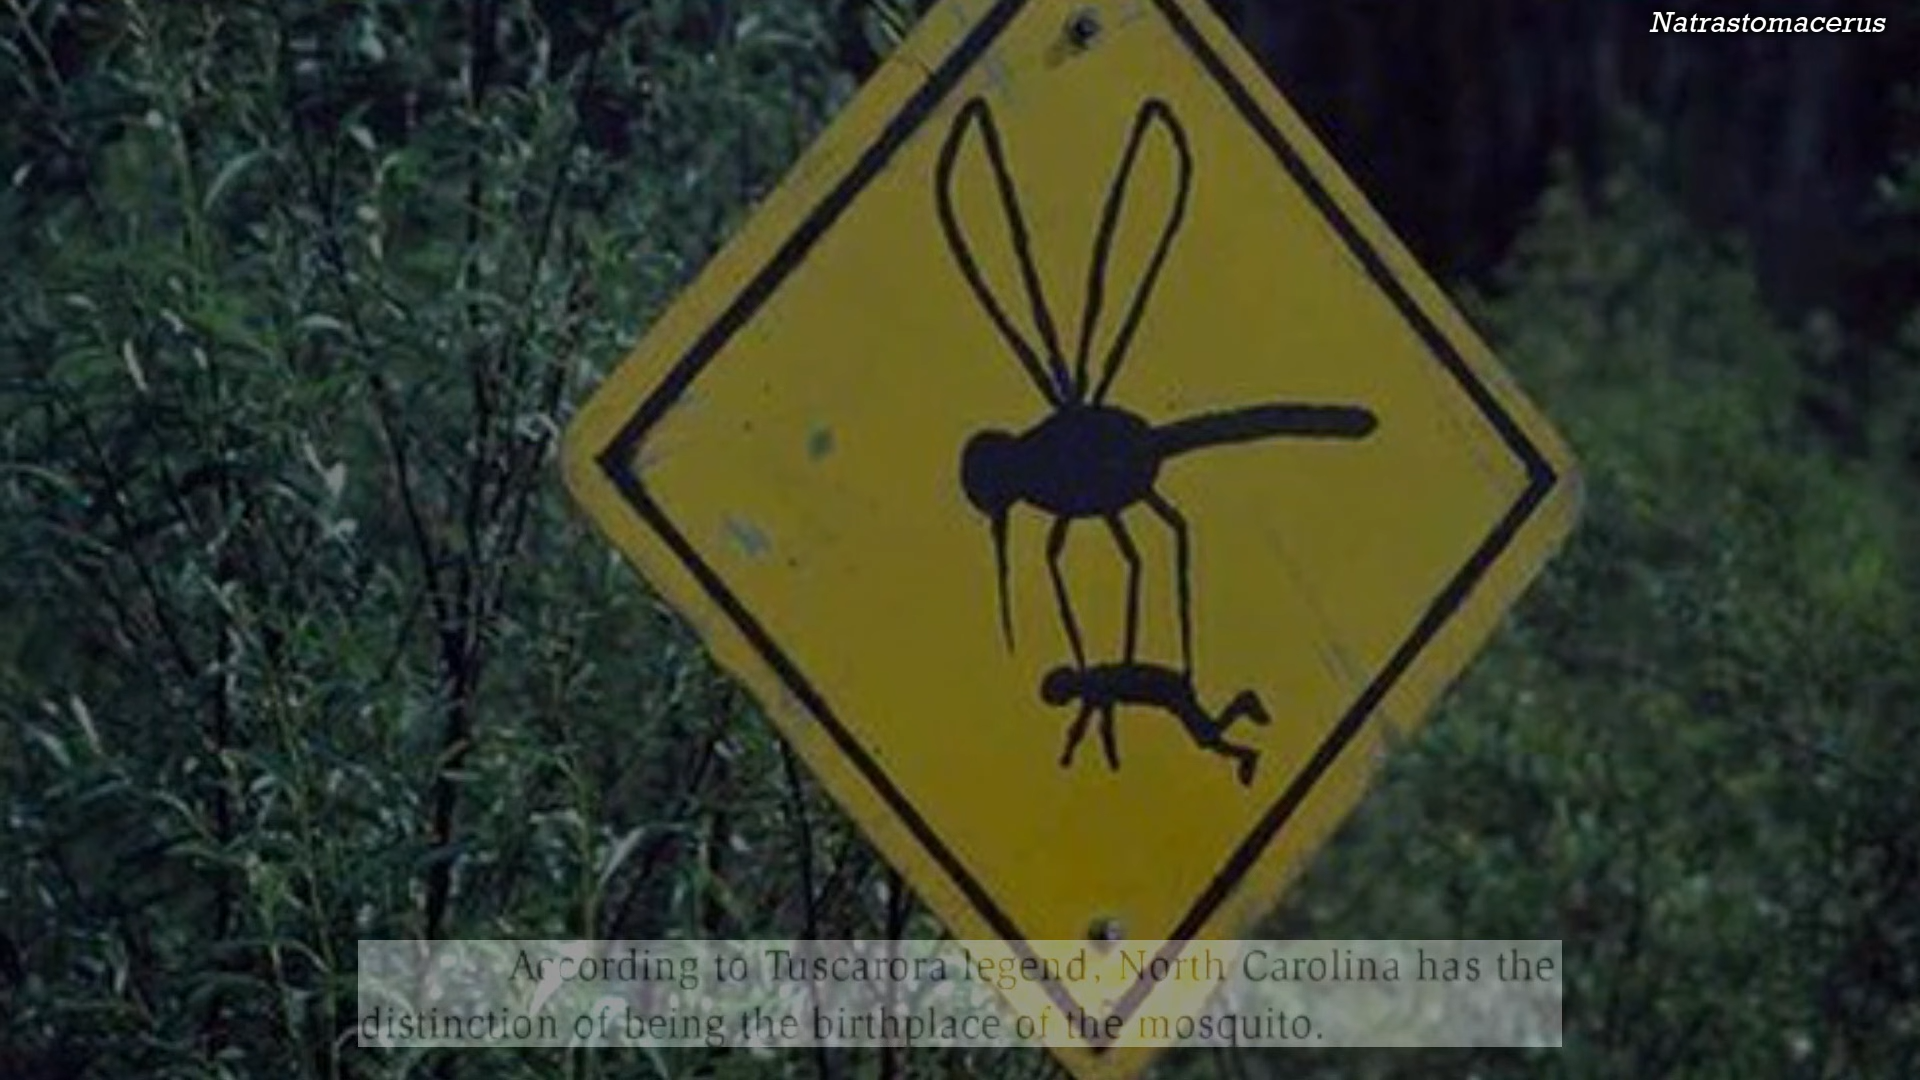 Natrastomacerus
According to Tuscarora legend, North Carolina has the
distinction of being the birthplace of the mosquito.